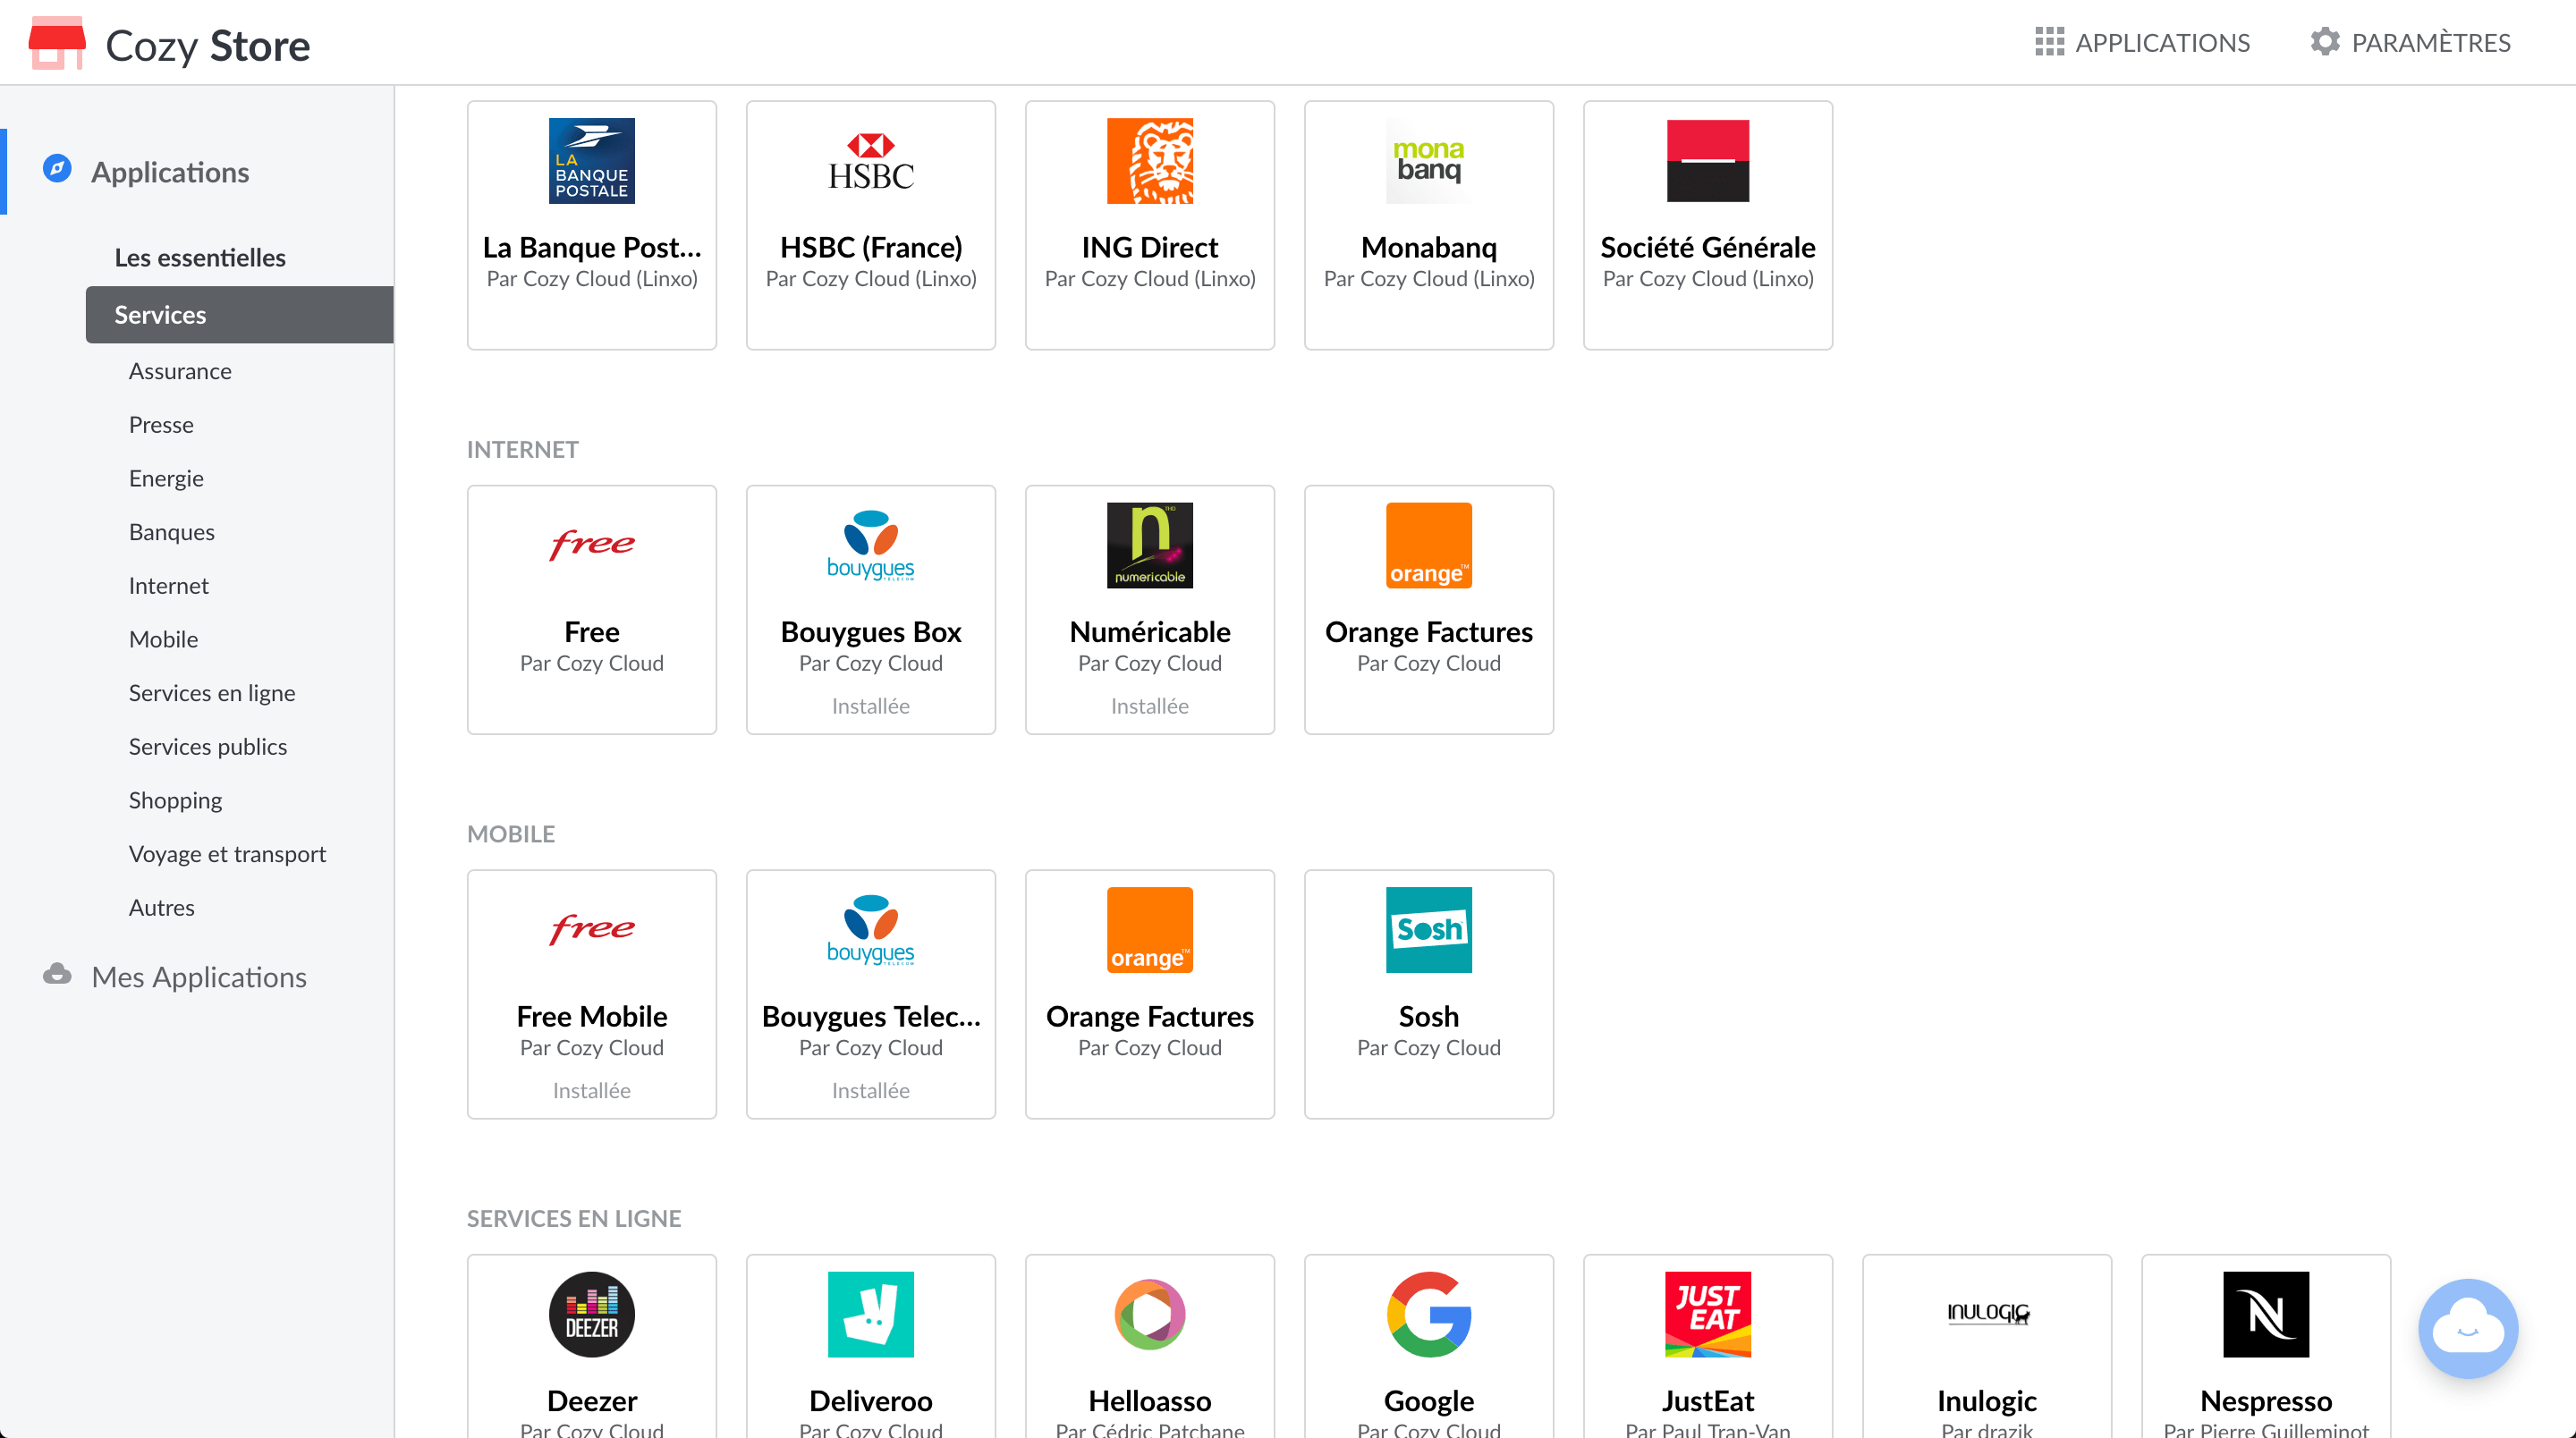 Cozy Store
APPLICATIONS
PARAMÈTRES
Applications
Les essentielles
Services
Assurance
Presse
Energie
Banques
Internet
Mobile
Services en ligne
Services publics
Shopping
Voyage et transport
Autres
Mes Applications
LA
BANQUE
POSTALE
La Banque Post...
Par Cozy Cloud (Linxo)
HSBC
HSBC (France)
Par Cozy Cloud (Linxo)
ING Direct
Par Cozy Cloud (Linxo)
mona
banq
Monabanq
Par Cozy Cloud (Linxo)
Société Générale
Par Cozy Cloud (Linxo)
INTERNET
free
Free
Par Cozy Cloud
bouygues
TELECOM
Bouygues Box
Par Cozy Cloud
Installée
n THD
numericable
Numéricable
Par Cozy Cloud
Installée
orange™
Orange Factures
Par Cozy Cloud
MOBILE
free
Free Mobile
Par Cozy Cloud
Installée
bouygues
TELECOM
Bouygues Telec...
Par Cozy Cloud
Installée
orange™
Orange Factures
Par Cozy Cloud
Sosh
Sosh
Par Cozy Cloud
SERVICES EN LIGNE
DEEZER
Deezer
Par Cozy Cloud
Deliveroo
Par Cozy Cloud
Helloasso
Par Cédric Patchane
G
Google
Par Cozy Cloud
JUST
EAT
JustEat
Par Paul Tran-Van
INULOGIC
Inulogic
Par drazik
N
Nespresso
Par Pierre Guilleminot